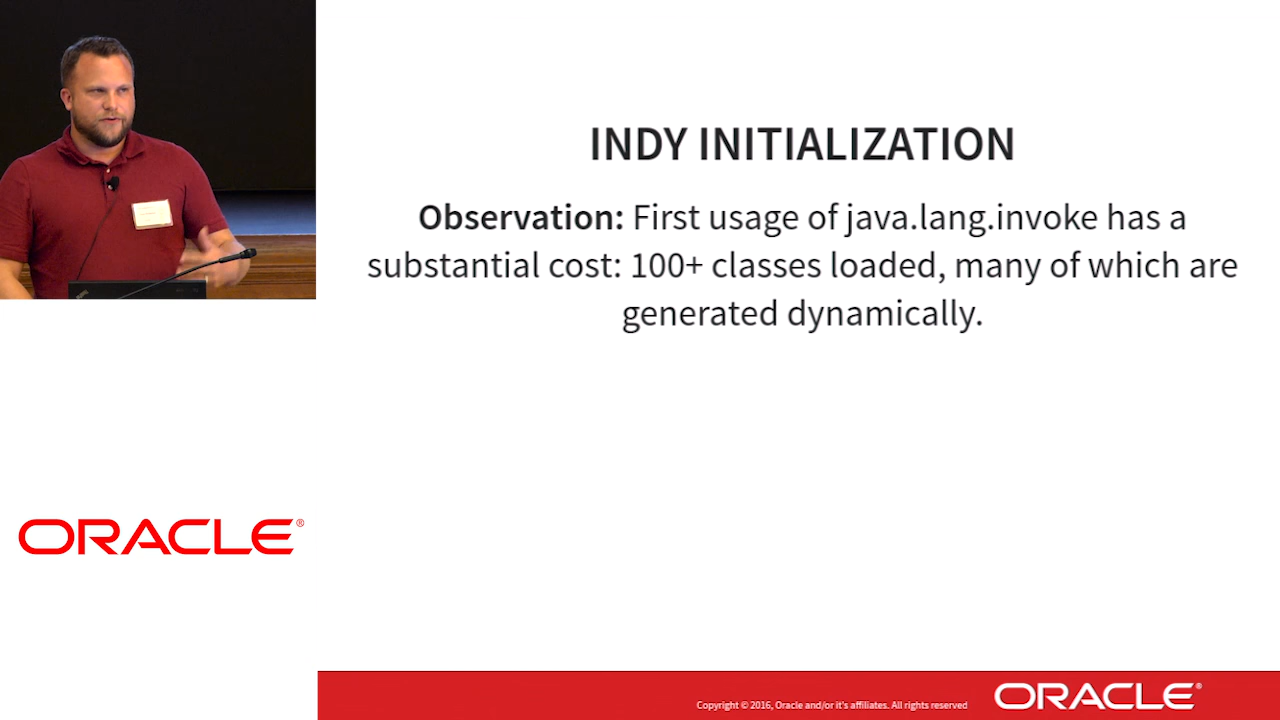 INDY INITIALIZATION
Observation: First usage of java.lang.invoke has a
substantial cost: 100+ classes loaded, many of which are
generated dynamically.
ORACLE®
Copyright © 2016, Oracle and/or it's affiliates. All rights reserved
ORACLE®